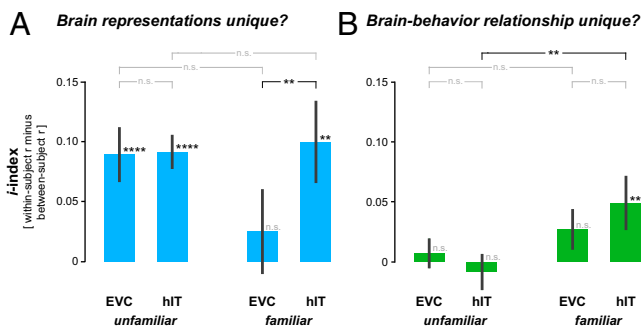 A Brain representations unique?
B Brain-behavior relationship unique?
n.s.
n.s.
n.s.
**
**
n.s.
n.s.
n.s.
0.15
0.10
0.05
0
i-index
[ within-subject r minus
between-subject r ]
****
****
n.s.
**
EVC hIT EVC hIT
unfamiliar familiar
0.15
0.10
0.05
0
n.s.
n.s.
n.s.
**
EVC hIT EVC hIT
unfamiliar familiar